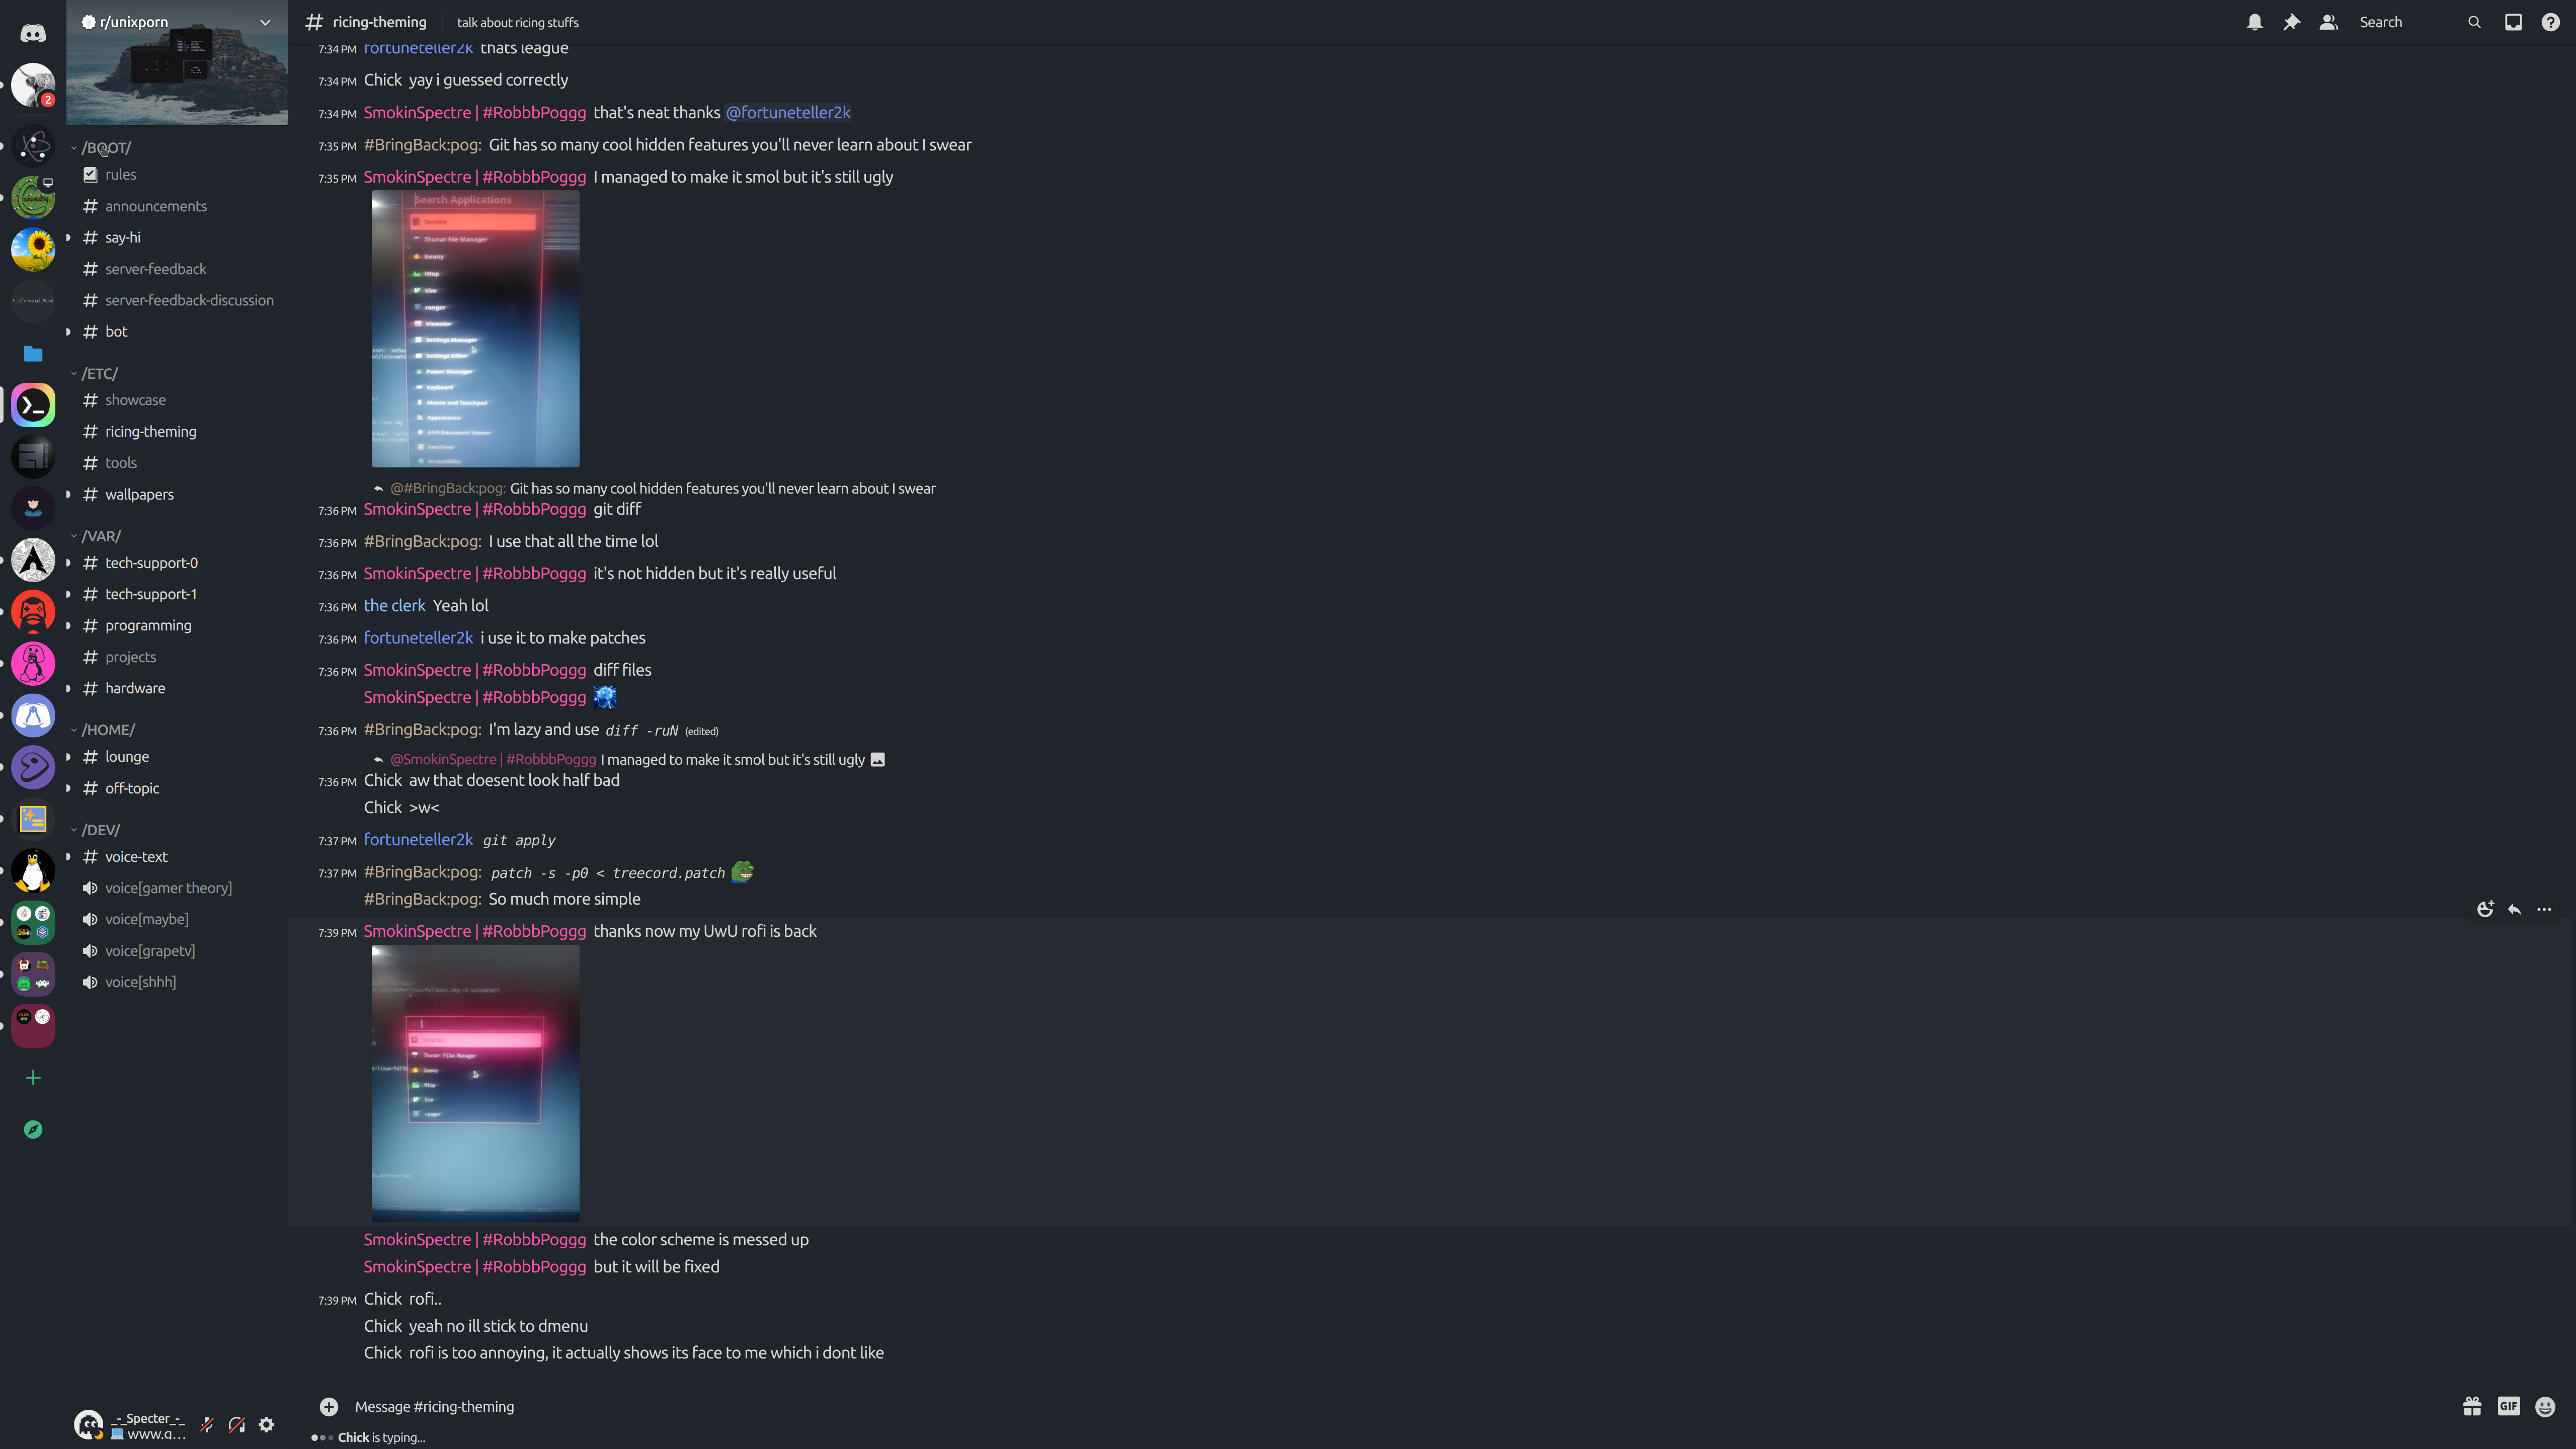 r/unixporn
ricing-theming
talk about ricing stuffs
Search
2
/BOOT/
rules
announcements
say-hi
server-feedback
server-feedback-discussion
bot
/ETC/
showcase
ricing-theming
tools
wallpapers
/VAR/
tech-support-0
tech-support-1
programming
projects
hardware
/HOME/
lounge
off-topic
/DEV/
voice-text
voice[gamer theory]
voice[maybe]
voice[grapetv]
voice[shhh]
-_Specter_-
www.q...
7:34 PM fortuneteller2k thats league
7:34 PM Chick yay i guessed correctly
7:34 PM SmokinSpectre | #RobbbPoggg that's neat thanks @fortuneteller2k
7:35 PM #BringBack:pog: Git has so many cool hidden features you'll never learn about I swear
7:35 PM SmokinSpectre | #RobbbPoggg I managed to make it smol but it's still ugly
Search Applications
Termite
Thunar File Manager
Geany
Htop
Vim
ranger
Viewnior
Settings Manager
Settings Editor
Power Manager
Keyboard
Mouse and Touchpad
Appearance
Atril Document Viewer
Xarchiver
Accessibility
@#BringBack:pog: Git has so many cool hidden features you'll never learn about I swear
7:36 PM SmokinSpectre | #RobbbPoggg git diff
7:36 PM #BringBack:pog: I use that all the time lol
7:36 PM SmokinSpectre | #RobbbPoggg it's not hidden but it's really useful
7:36 PM the clerk Yeah lol
7:36 PM fortuneteller2k i use it to make patches
7:36 PM SmokinSpectre | #RobbbPoggg diff files
SmokinSpectre | #RobbbPoggg
7:36 PM #BringBack:pog: I'm lazy and use diff -ruN (edited)
@SmokinSpectre | #RobbbPoggg I managed to make it smol but it's still ugly
7:36 PM Chick aw that doesent look half bad
Chick >w<
7:37 PM fortuneteller2k git apply
7:37 PM #BringBack:pog: patch -s -p0 < treecord.patch
#BringBack:pog: So much more simple
7:39 PM SmokinSpectre | #RobbbPoggg thanks now my UwU rofi is back
Termite
Thunar File Manager
Geany
Htop
Vim
ranger
SmokinSpectre | #RobbbPoggg the color scheme is messed up
SmokinSpectre | #RobbbPoggg but it will be fixed
7:39 PM Chick rofi..
Chick yeah no ill stick to dmenu
Chick rofi is too annoying, it actually shows its face to me which i dont like
Message #ricing-theming
GIF
Chick is typing...